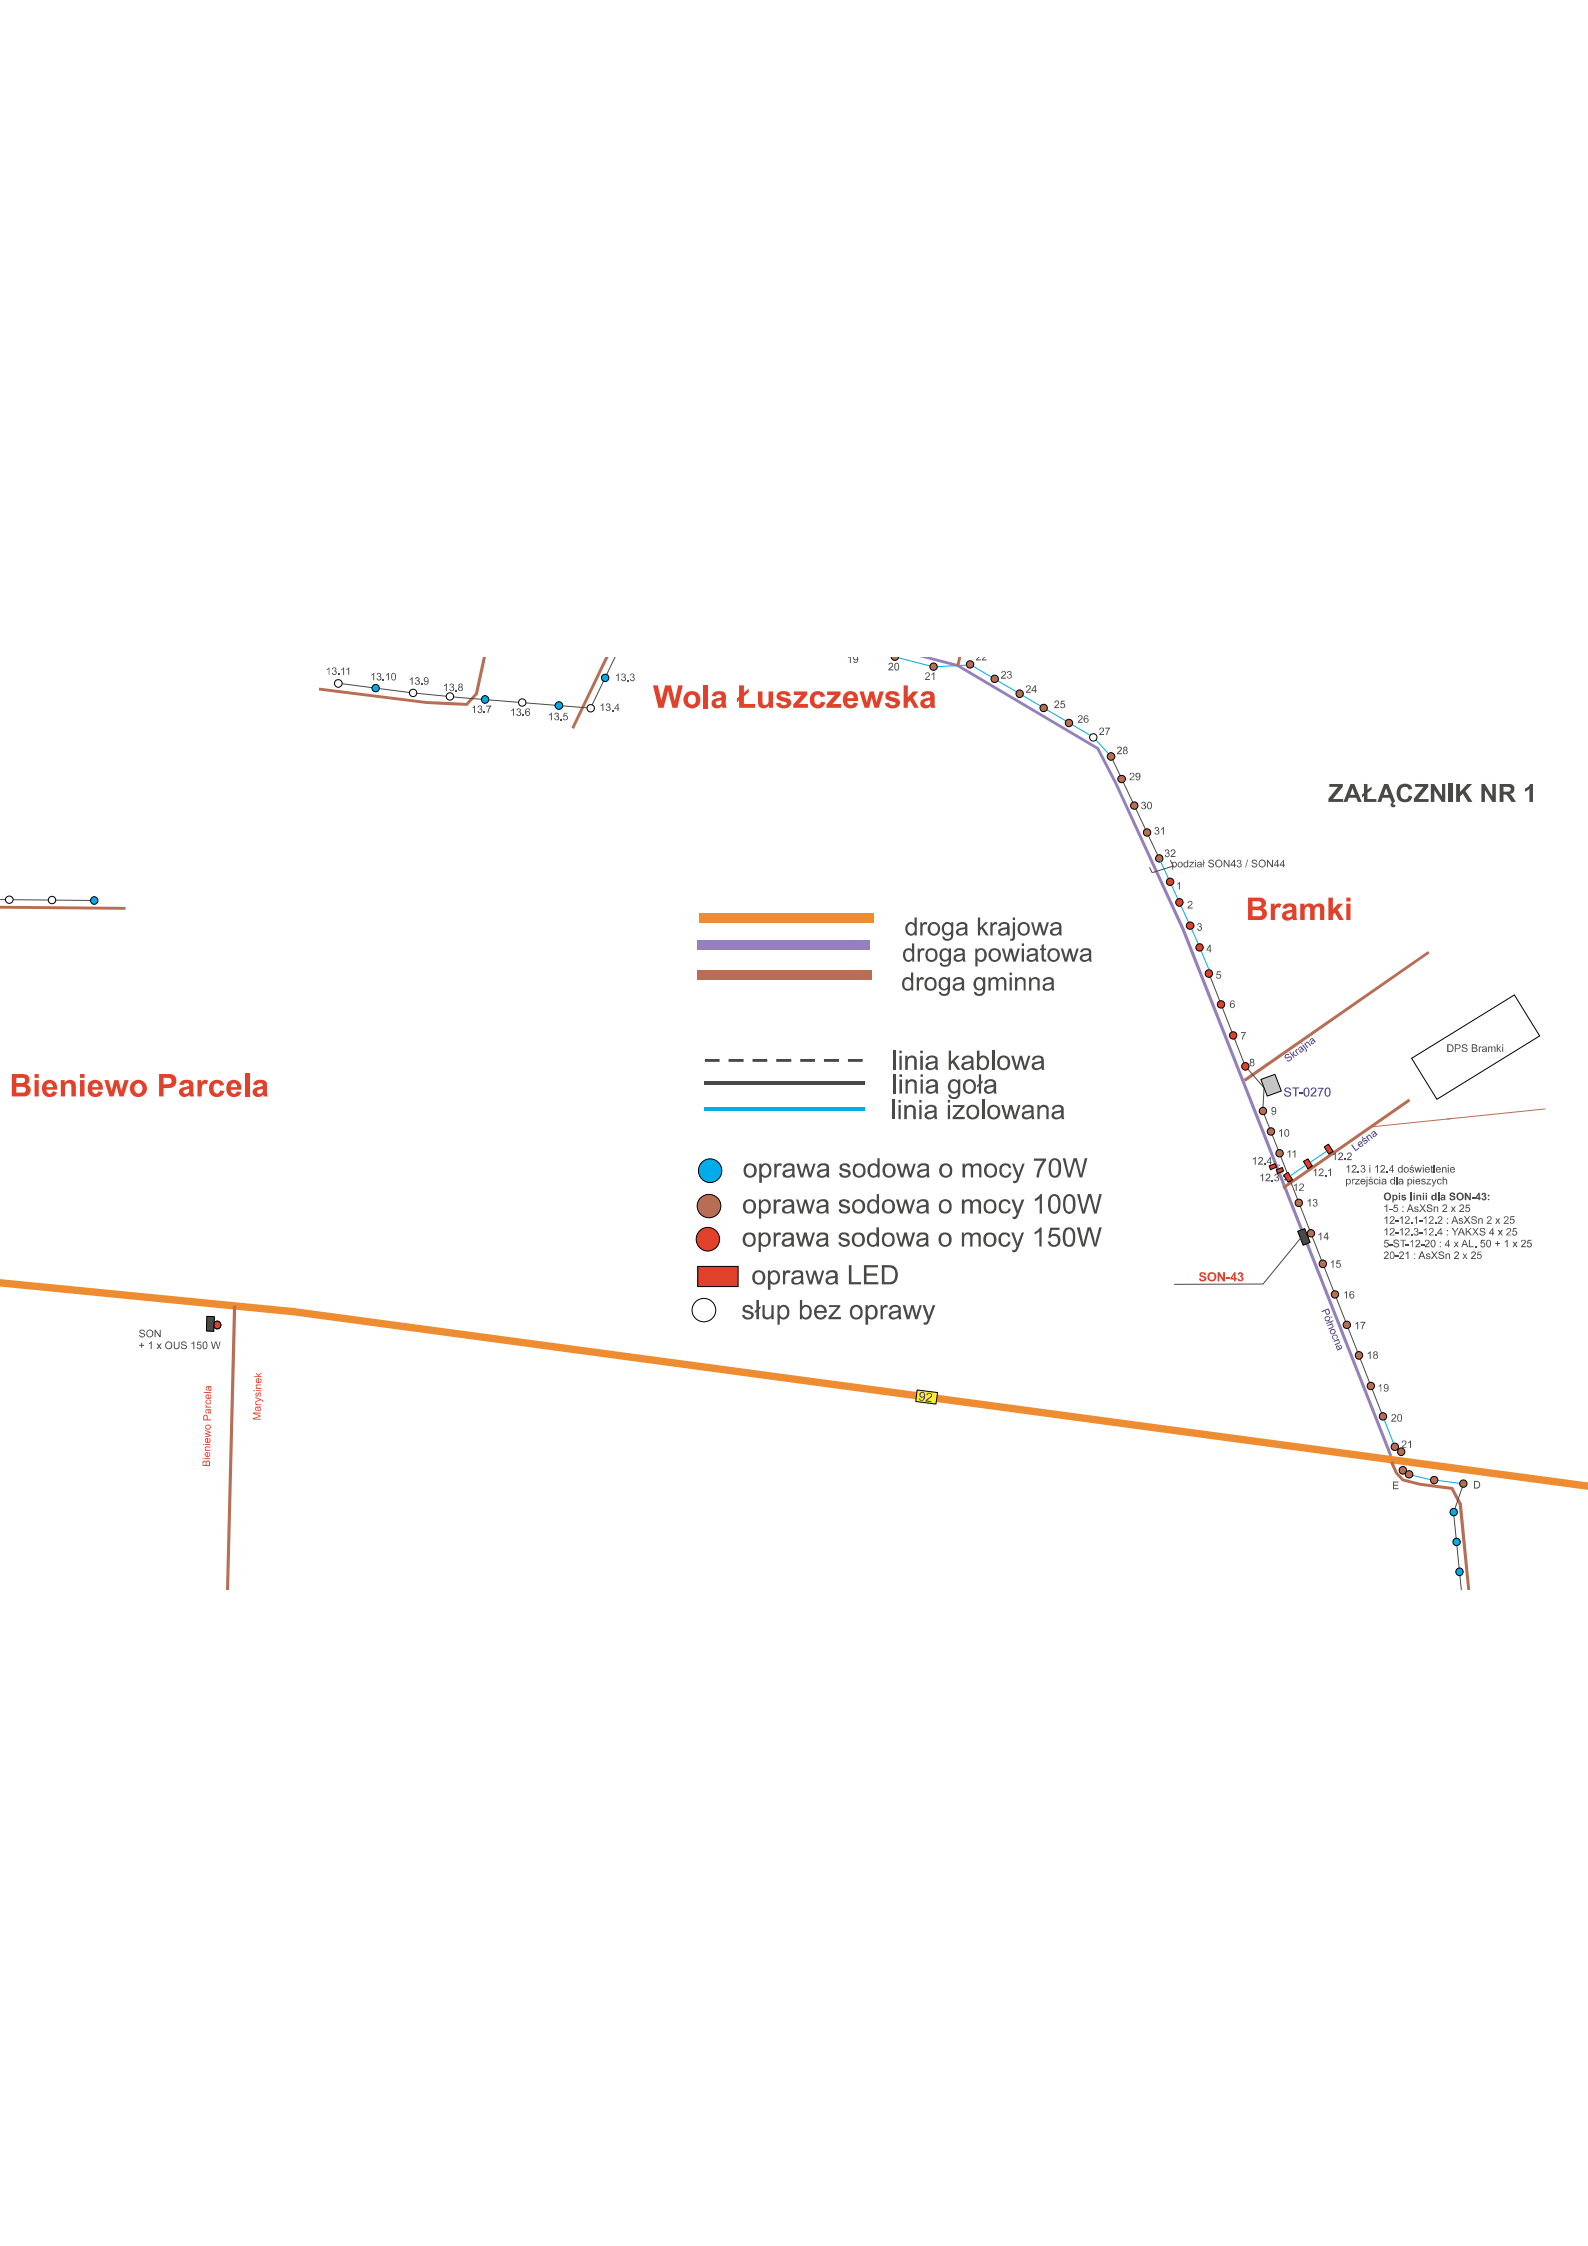 13.11
13.10
13.9
13.8
13.7
13.6
13.5
13.4
13.3
Wola Łuszczewska
19
20
21
22
23
24
25
26
27
28
29
30
31
32
podział SON43 / SON44
ZAŁĄCZNIK NR 1
1
2
3
4
5
6
7
8
Bramki
droga krajowa
droga powiatowa
droga gminna
linia kablowa
linia goła
linia izolowana
oprawa sodowa o mocy 70W
oprawa sodowa o mocy 100W
oprawa sodowa o mocy 150W
oprawa LED
słup bez oprawy
Bieniewo Parcela
Skrajna
DPS Bramki
ST-0270
9
10
11
12.4
12.3
12
12.1
12.2
Leśna
12.3 i 12.4 doświetlenie
przejścia dla pieszych
Opis linii dla SON-43:
1-5 : AsXSn 2 x 25
12-12.1-12.2 : AsXSn 2 x 25
12-12.3-12.4 : YAKXS 4 x 25
5-ST-12-20 : 4 x AL. 50 + 1 x 25
20-21 : AsXSn 2 x 25
13
14
SON-43
15
16
17
18
19
20
21
Północna
E
D
SON
+ 1 x OUS 150 W
Bieniewo Parcela
Marysinek
92